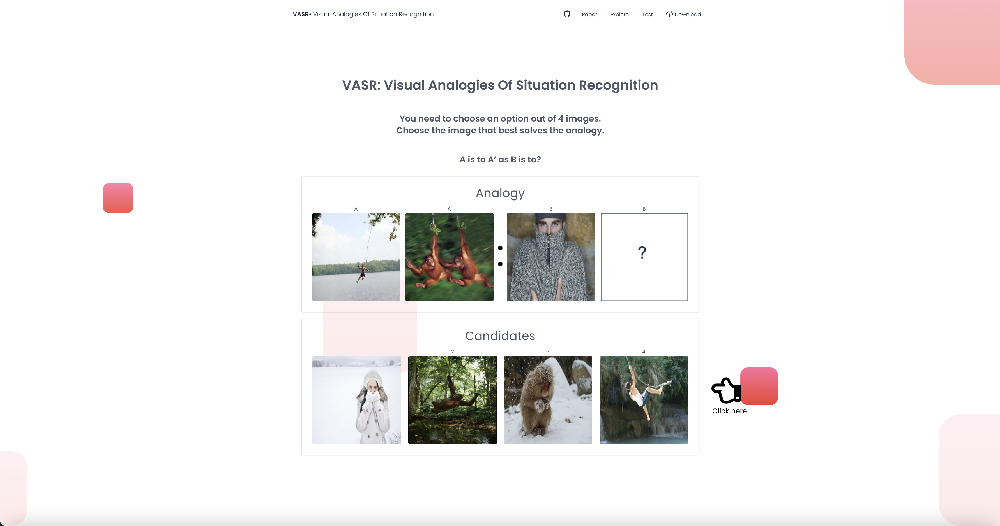 VASR• Visual Analogies Of Situation Recognition
Paper
Explore
Test
Download
VASR: Visual Analogies Of Situation Recognition
You need to choose an option out of 4 images.
Choose the image that best solves the analogy.
A is to A’ as B is to?
Analogy
A
A'
B
B'
?
Candidates
1
2
3
4
Click here!